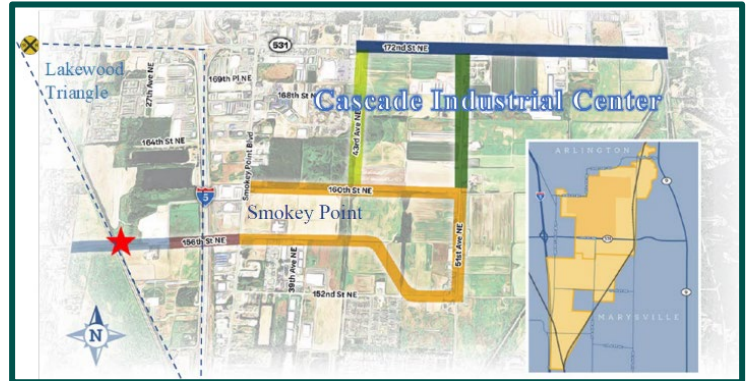 531
172nd St NE
Lakewood
Triangle
27th Ave NE
169th Pl NE
168th St NE
Cascade Industrial Center
43rd Ave NE
164th St NE
Smokey Point Blvd
ARLINGTON
5
160th St NE
Smokey Point
51st Ave NE
156th St NE
39th Ave NE
152nd St NE
N
MARYSVILLE